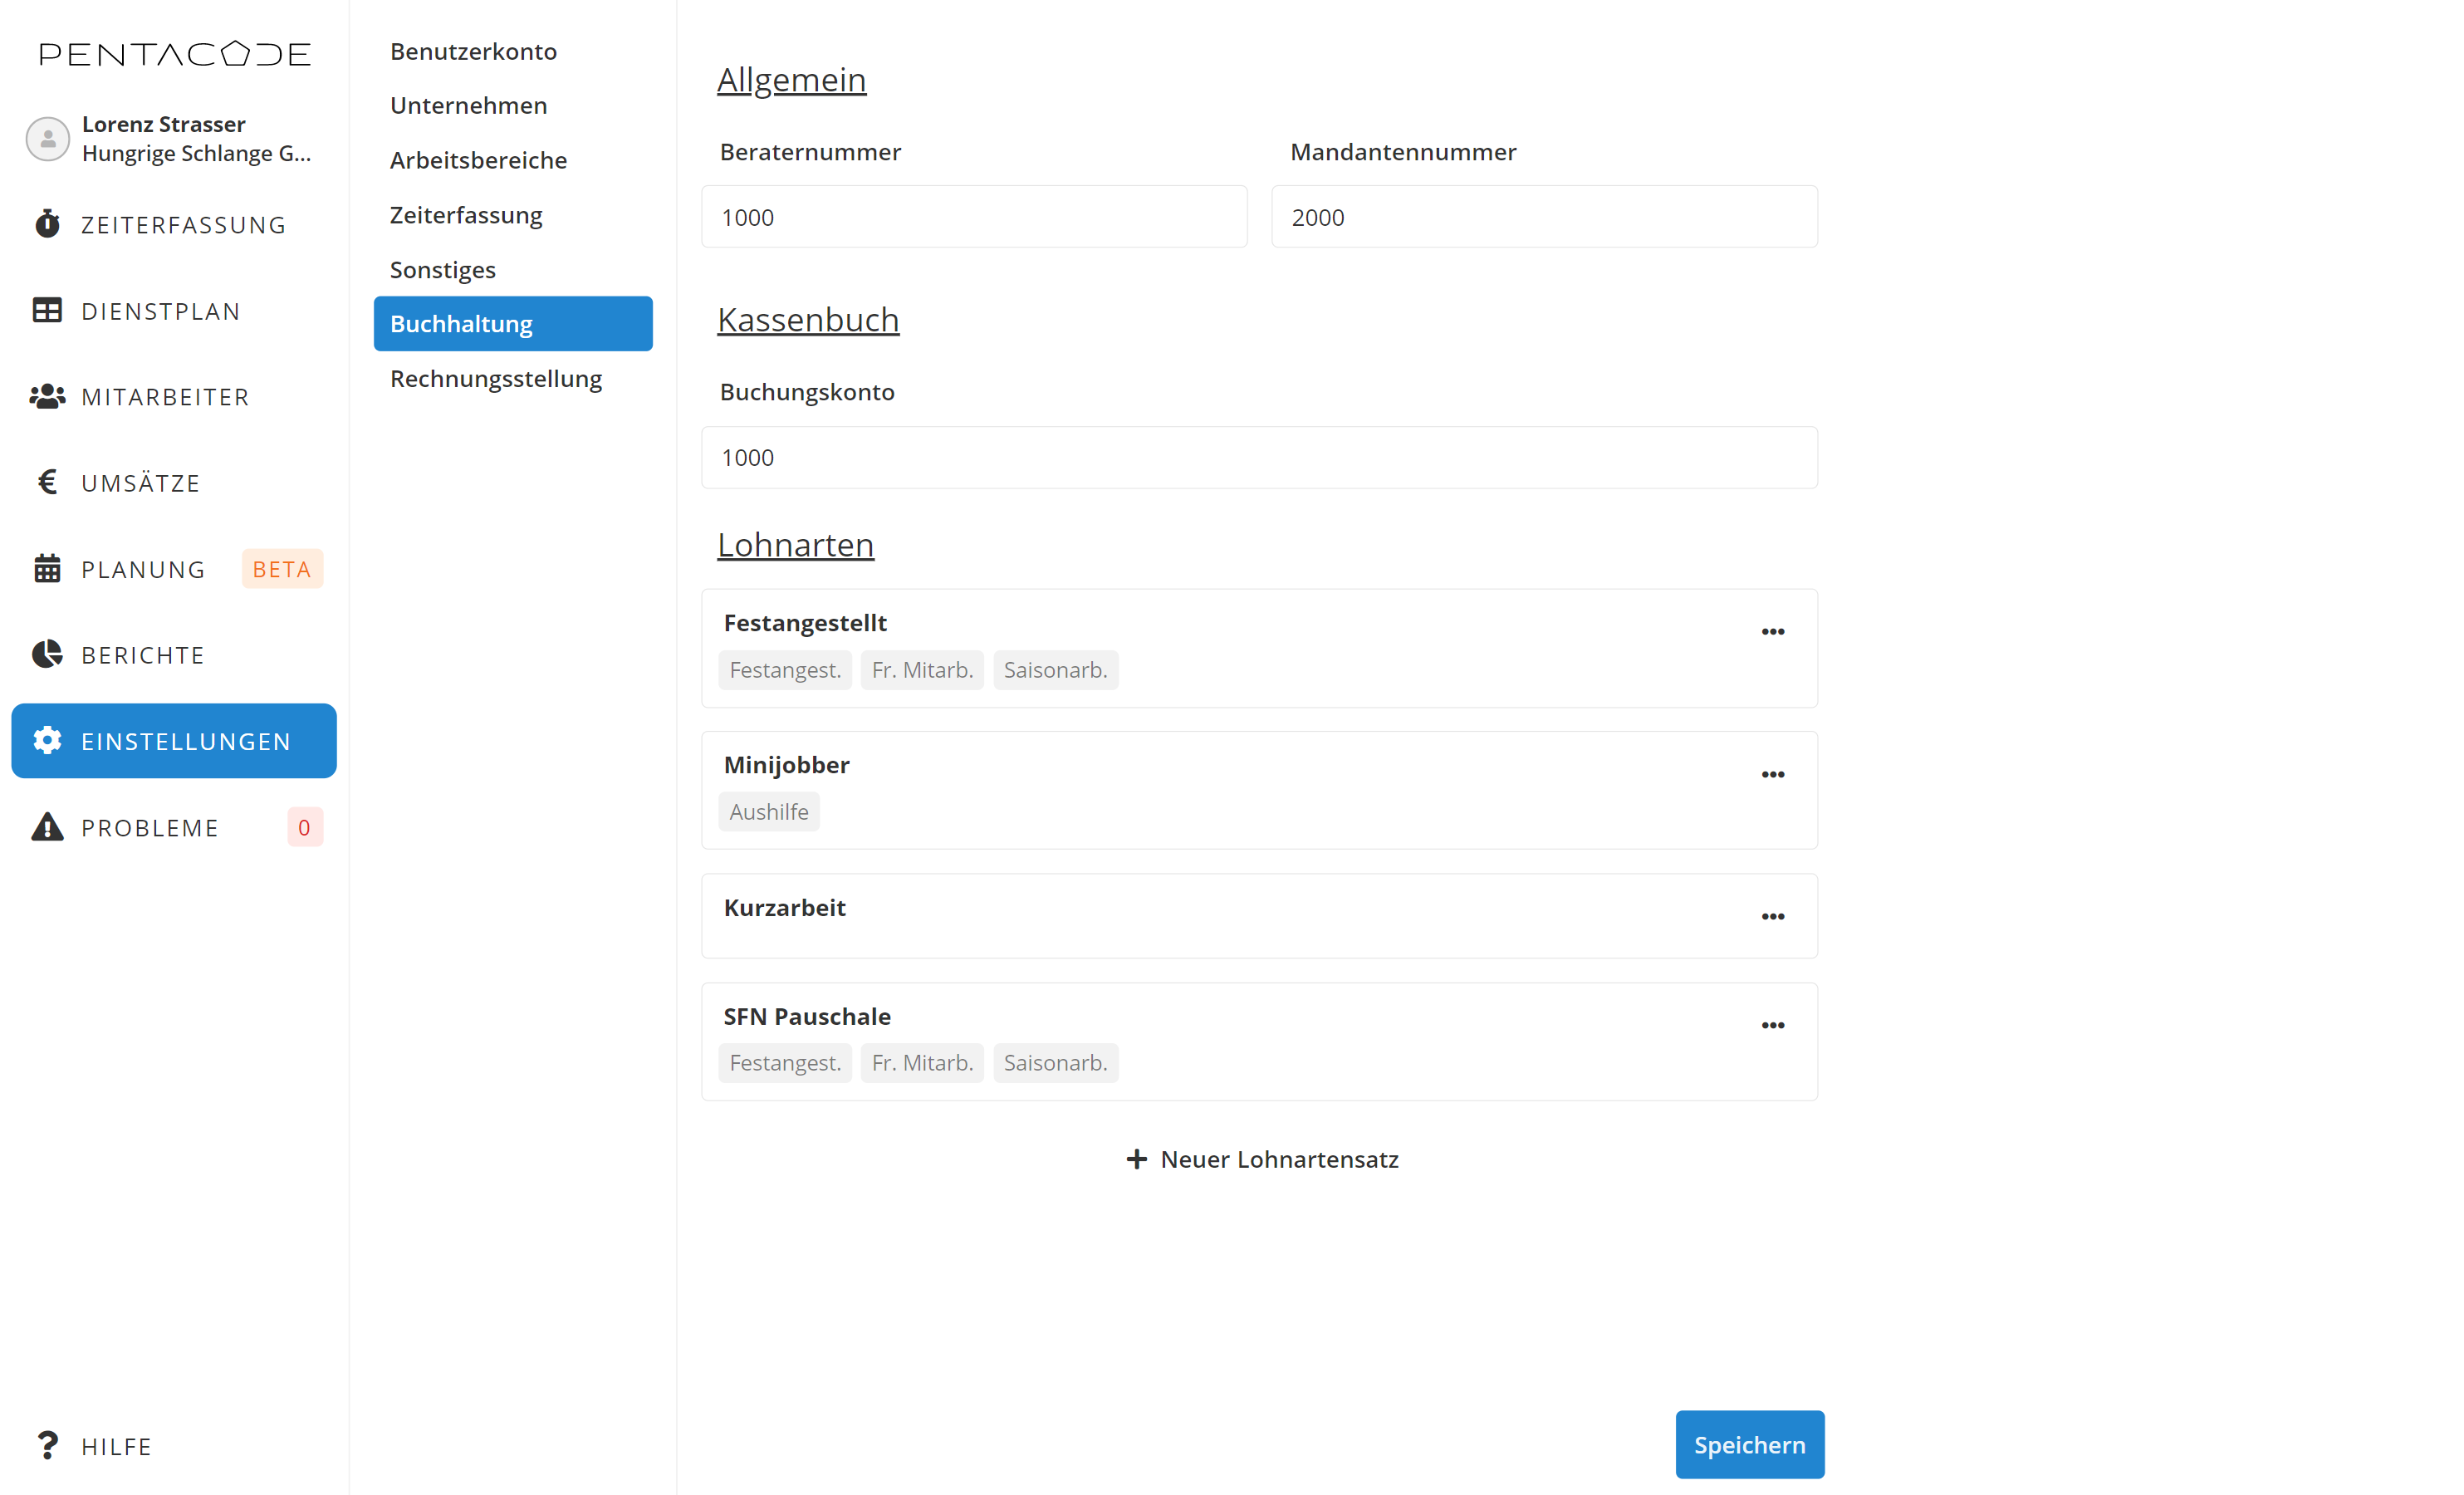 PENTACODE
Lorenz Strasser
Hungrige Schlange G...
ZEITERFASSUNG
DIENSTPLAN
MITARBEITER
UMSÄTZE
PLANUNG BETA
BERICHTE
EINSTELLUNGEN
PROBLEME 0
HILFE
Benutzerkonto
Unternehmen
Arbeitsbereiche
Zeiterfassung
Sonstiges
Buchhaltung
Rechnungsstellung
Allgemein
Beraternummer Mandantennummer
1000 2000
Kassenbuch
Buchungskonto
1000
Lohnarten
Festangestellt
Festangest. Fr. Mitarb. Saisonarb.
Minijobber
Aushilfe
Kurzarbeit
SFN Pauschale
Festangest. Fr. Mitarb. Saisonarb.
Neuer Lohnartensatz
Speichern